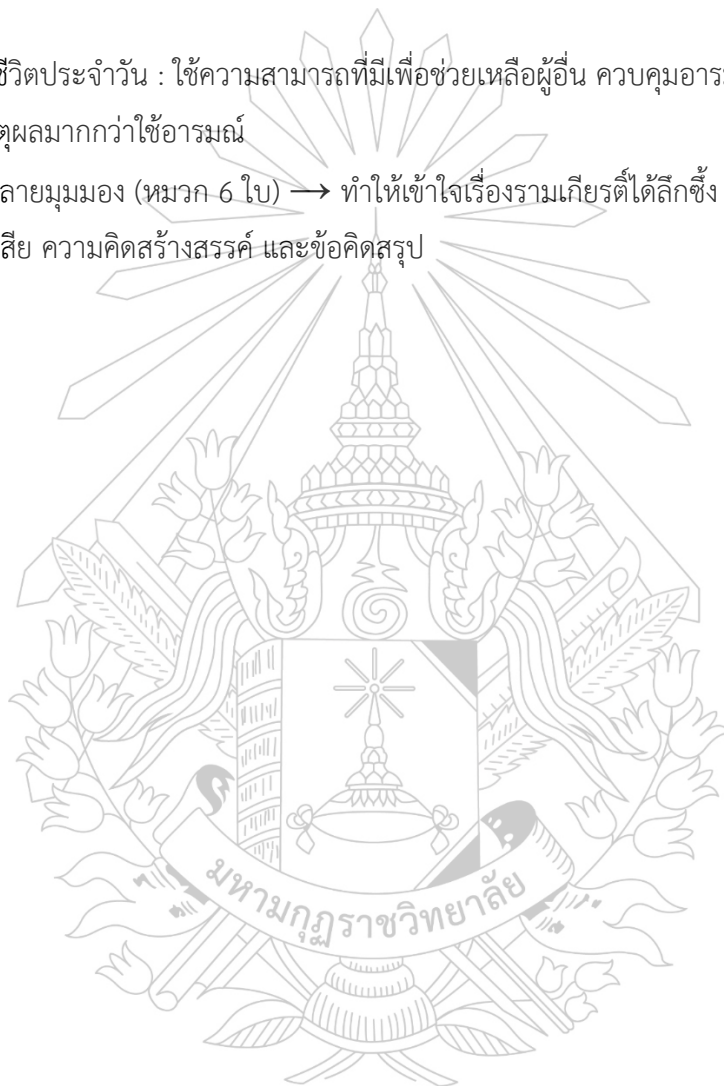 ชีวิตประจำวัน : ใช้ความสามารถที่มีเพื่อช่วยเหลือผู้อื่น ควบคุมอาร
ตุผลมากกว่าใช้อารมณ์
ลายมุมมอง (หมวก 6 ใบ) → ทำให้เข้าใจเรื่องรามเกียรติ์ได้ลึกซึ้ง
สีย ความคิดสร้างสรรค์ และข้อคิดสรุป
มหามกุฏราชวิทยาลัย